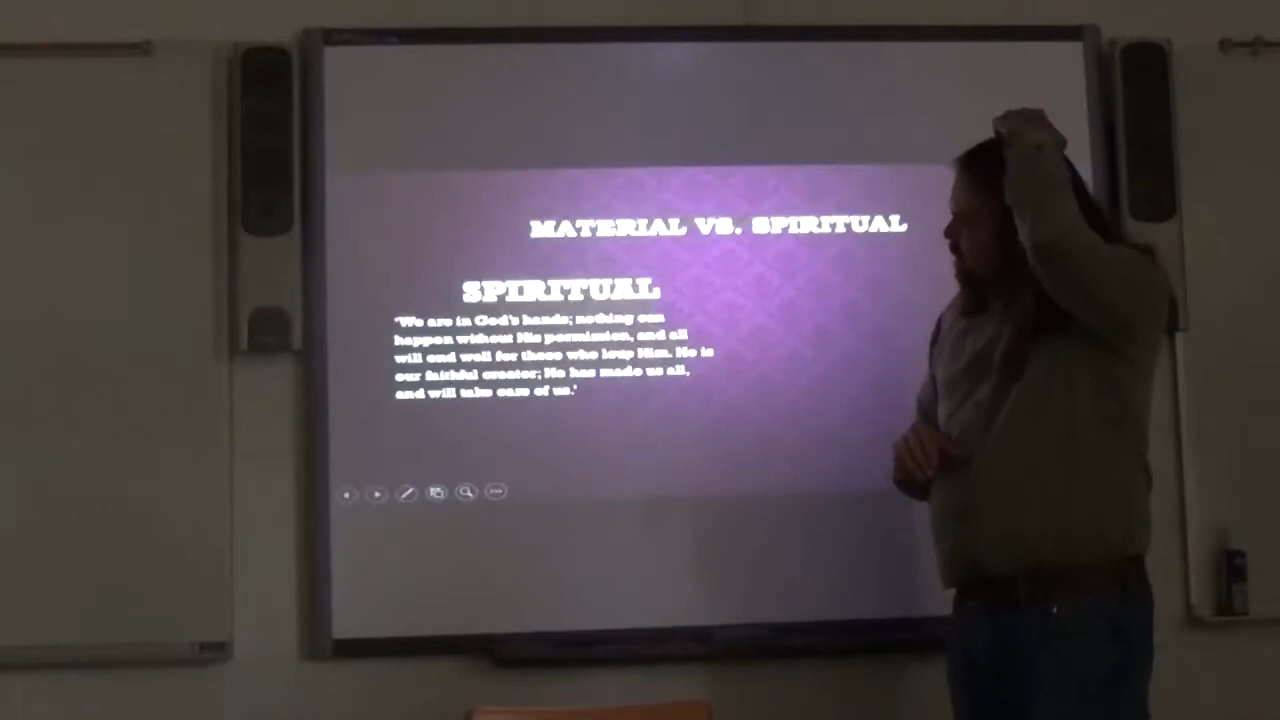 MATERIAL VS. SPIRITUAL
SPIRITUAL
'We are in God's hands; nothing can
happen without His permission, and all
will end well for those who love Him. He is
our faithful creator; He has made us all,
and will take care of us.'